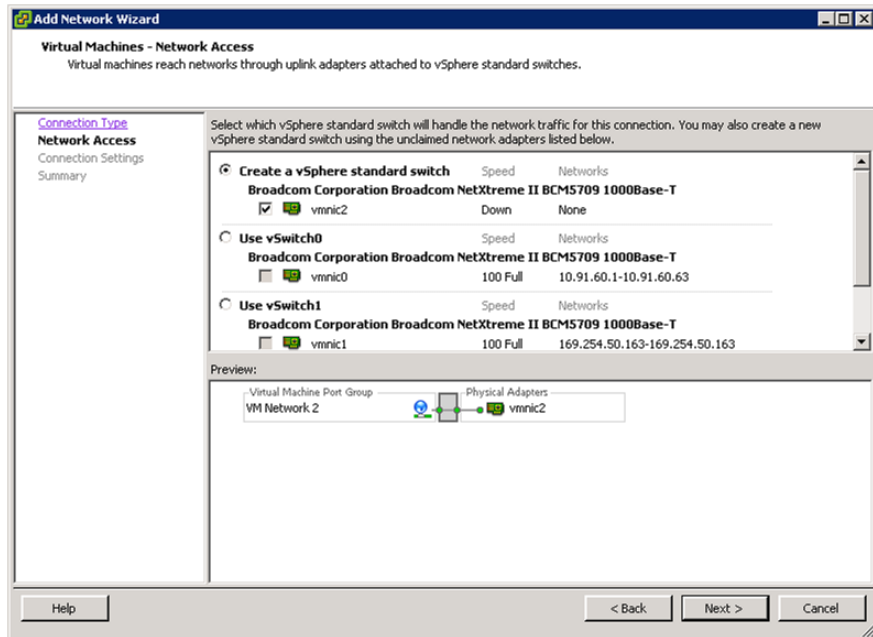 Add Network Wizard
Virtual Machines - Network Access
Virtual machines reach networks through uplink adapters attached to vSphere standard switches.
Connection Type
Network Access
Connection Settings
Summary
Select which vSphere standard switch will handle the network traffic for this connection. You may also create a new
vSphere standard switch using the unclaimed network adapters listed below.
Create a vSphere standard switch Speed Networks
Broadcom Corporation Broadcom NetXtreme II BCM5709 1000Base-T
vmnic2 Down None
Use vSwitch0 Speed Networks
Broadcom Corporation Broadcom NetXtreme II BCM5709 1000Base-T
vmnic0 100 Full 10.91.60.1-10.91.60.63
Use vSwitch1 Speed Networks
Broadcom Corporation Broadcom NetXtreme II BCM5709 1000Base-T
vmnic1 100 Full 169.254.50.163-169.254.50.163
Preview:
Virtual Machine Port Group Physical Adapters
VM Network 2 vmnic2
Help < Back Next > Cancel